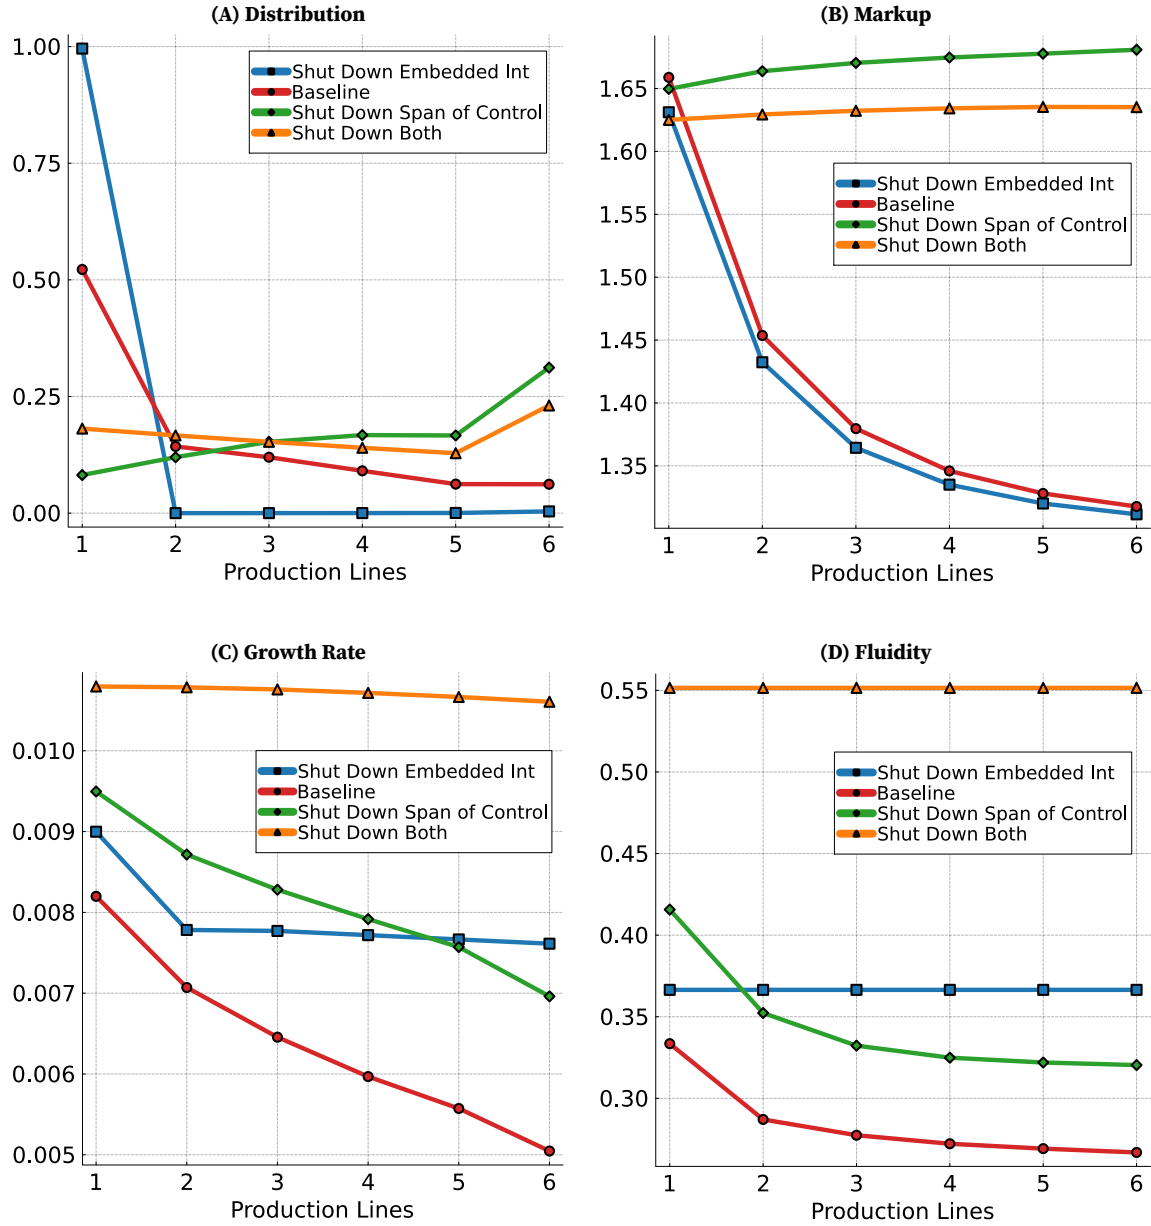 (A) Distribution
1.00
0.75
0.50
0.25
0.00
Shut Down Embedded Int
Baseline
Shut Down Span of Control
Shut Down Both
1 2 3 4 5 6
Production Lines
(B) Markup
1.65
1.60
1.55
1.50
1.45
1.40
1.35
Shut Down Embedded Int
Baseline
Shut Down Span of Control
Shut Down Both
1 2 3 4 5 6
Production Lines
(C) Growth Rate
0.010
0.009
0.008
0.007
0.006
0.005
Shut Down Embedded Int
Baseline
Shut Down Span of Control
Shut Down Both
1 2 3 4 5 6
Production Lines
(D) Fluidity
0.55
0.50
0.45
0.40
0.35
0.30
Shut Down Embedded Int
Baseline
Shut Down Span of Control
Shut Down Both
1 2 3 4 5 6
Production Lines